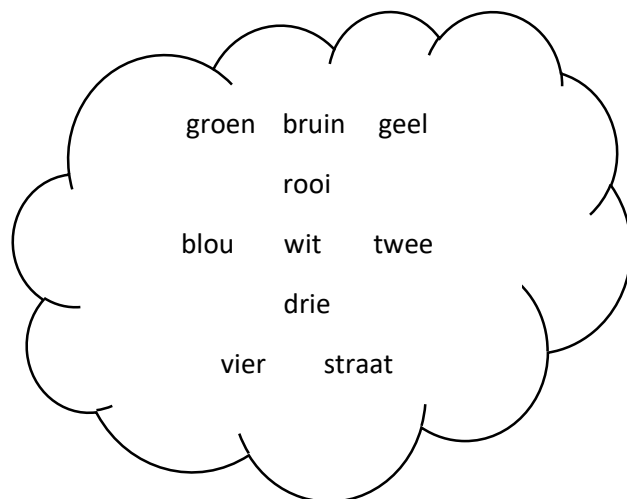 groen bruin geel
rooi
blou wit twee
drie
vier straat